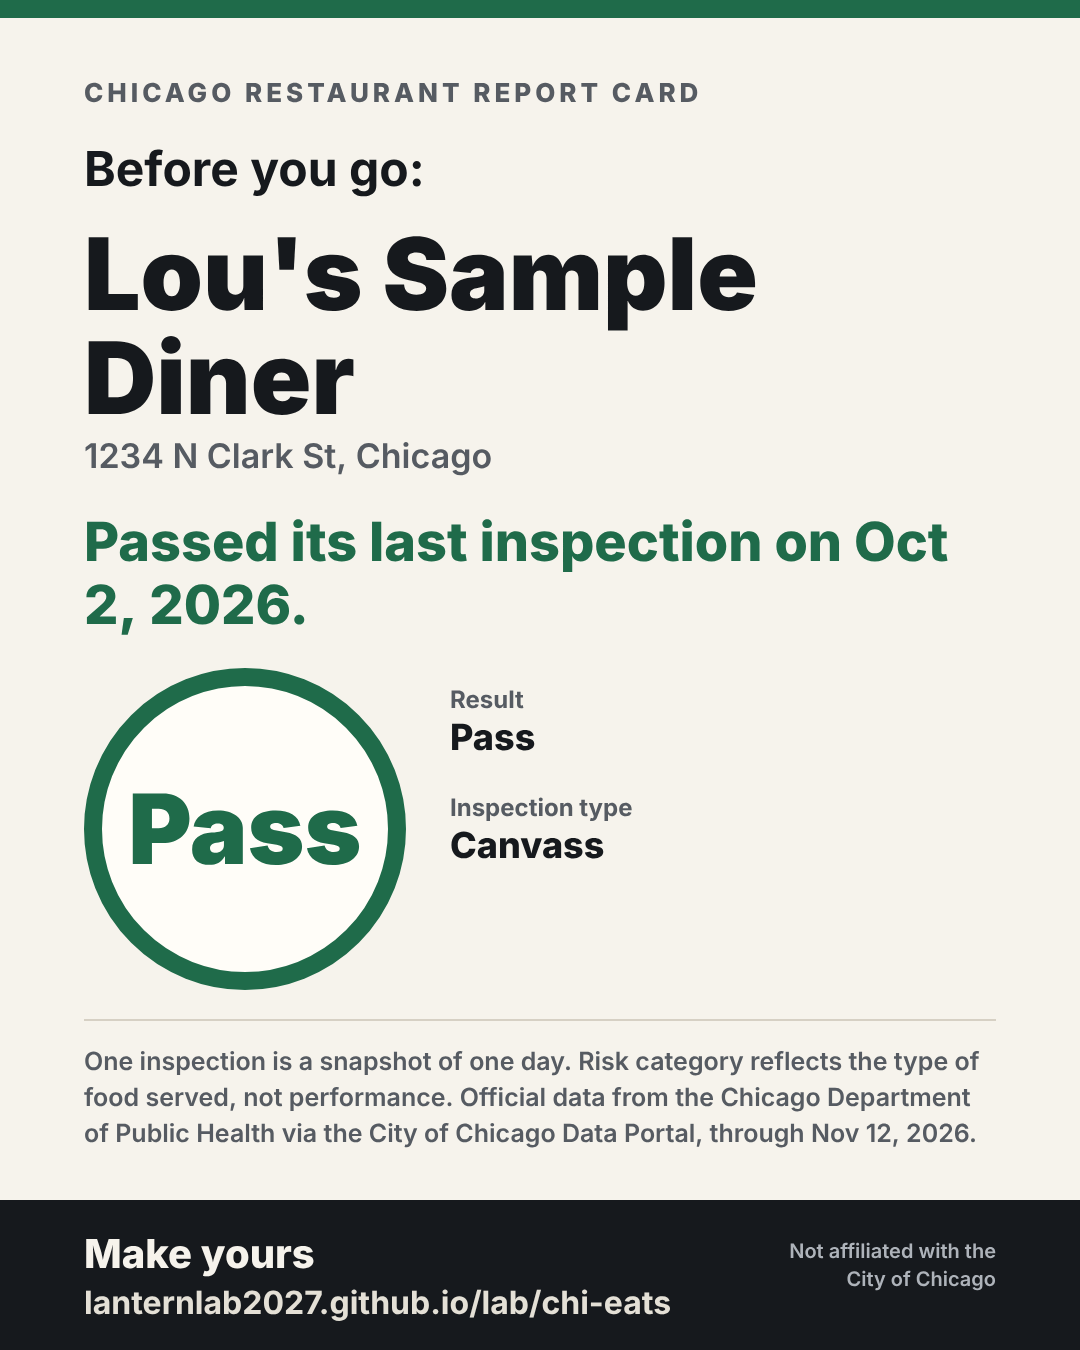 CHICAGO RESTAURANT REPORT CARD
Before you go:
Lou's Sample
Diner
1234 N Clark St, Chicago
Passed its last inspection on Oct
2, 2026.
Pass
Result
Pass
Inspection type
Canvass
One inspection is a snapshot of one day. Risk category reflects the type of
food served, not performance. Official data from the Chicago Department
of Public Health via the City of Chicago Data Portal, through Nov 12, 2026.
Make yours
lanternlab2027.github.io/lab/chi-eats
Not affiliated with the
City of Chicago